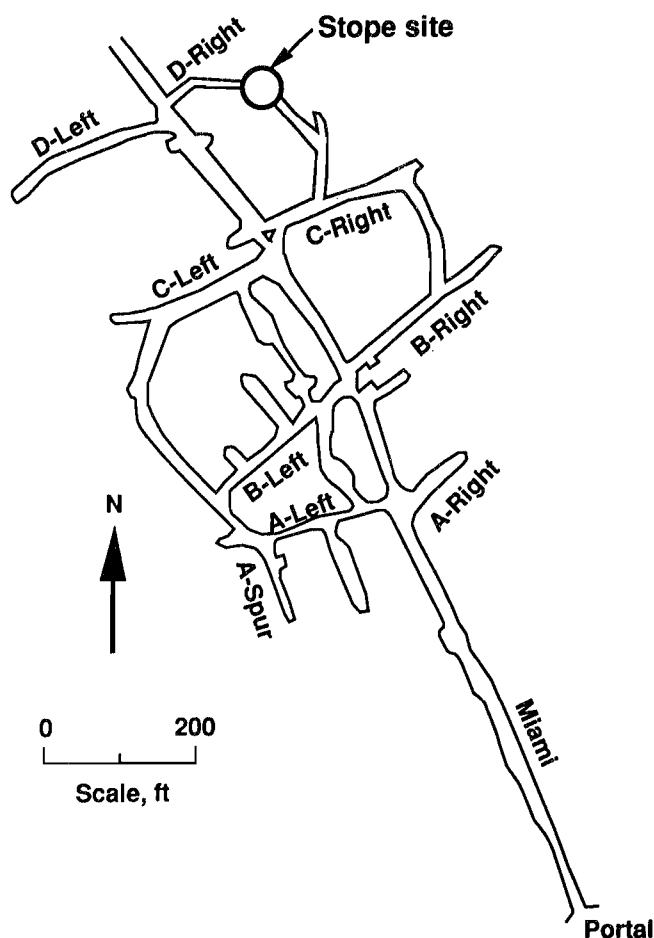 Stope site
D-Right
D-Left
C-Right
C-Left
B-Right
B-Left
A-Left
A-Right
N
A-Spur
0 200
Scale, ft
Miami
Portal